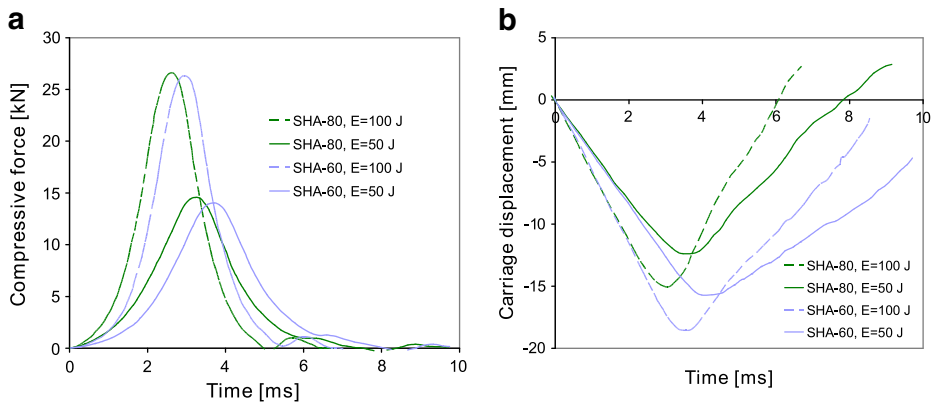 a
Compressive force [kN]
30
25
20
15
10
5
0
0 2 4 6 8 10
Time [ms]
SHA-80, E=100 J
SHA-80, E=50 J
SHA-60, E=100 J
SHA-60, E=50 J
b
Carriage displacement [mm]
5
0
-5
-10
-15
-20
0 2 4 6 8 10
Time [ms]
SHA-80, E=100 J
SHA-80, E=50 J
SHA-60, E=100 J
SHA-60, E=50 J